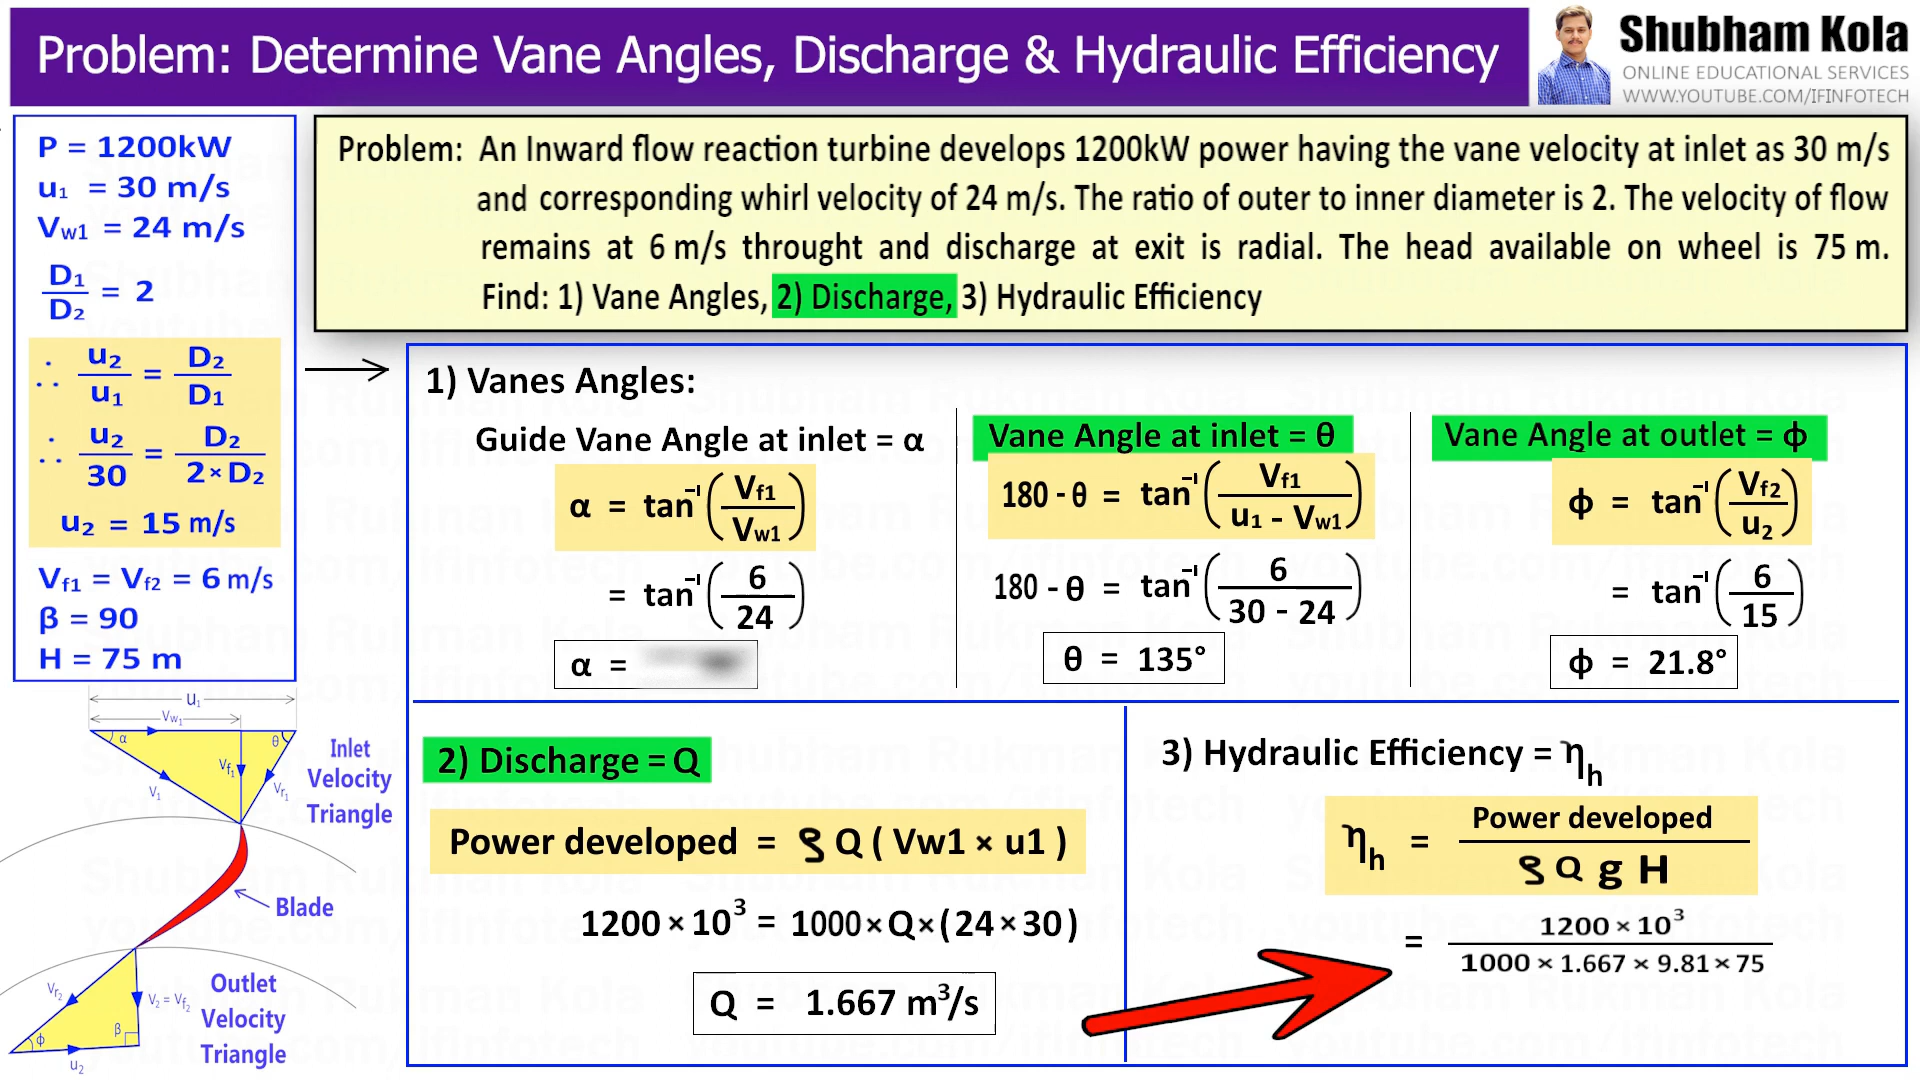 Problem: Determine Vane Angles, Discharge & Hydraulic Efficiency
Shubham Kola
ONLINE EDUCATIONAL SERVICES
WWW.YOUTUBE.COM/IFINFOTECH
P = 1200kW
u₁ = 30 m/s
Vw1 = 24 m/s
D₁/D₂ = 2
∴ u₂/u₁ = D₂/D₁
∴ u₂/30 = D₂/2×D₂
u₂ = 15 m/s
Vf1 = Vf2 = 6 m/s
β = 90
H = 75 m
Problem: An Inward flow reaction turbine develops 1200kW power having the vane velocity at inlet as 30 m/s
and corresponding whirl velocity of 24 m/s. The ratio of outer to inner diameter is 2. The velocity of flow
remains at 6 m/s throught and discharge at exit is radial. The head available on wheel is 75 m.
Find: 1) Vane Angles, 2) Discharge, 3) Hydraulic Efficiency
1) Vanes Angles:
Guide Vane Angle at inlet = α
α = tan⁻¹(Vf1/Vw1)
= tan⁻¹(6/24)
α =
Vane Angle at inlet = θ
180 - θ = tan⁻¹(Vf1/u₁ - Vw1)
180 - θ = tan⁻¹(6/30 - 24)
θ = 135°
Vane Angle at outlet = ϕ
ϕ = tan⁻¹(Vf2/u₂)
= tan⁻¹(6/15)
ϕ = 21.8°
2) Discharge = Q
Power developed = ϱ Q ( Vw1 × u1 )
1200 × 10³ = 1000 × Q × (24 × 30)
Q = 1.667 m³/s
3) Hydraulic Efficiency = ηh
ηh = Power developed/ϱ Q g H
= 1200 × 10³/1000 × 1.667 × 9.81 × 75
u₁
Vw₁
α
θ
Vf₁
V₁
Vr₁
Inlet
Velocity
Triangle
Blade
Vr₂
V₂ = Vf₂
β
ϕ
u₂
Outlet
Velocity
Triangle